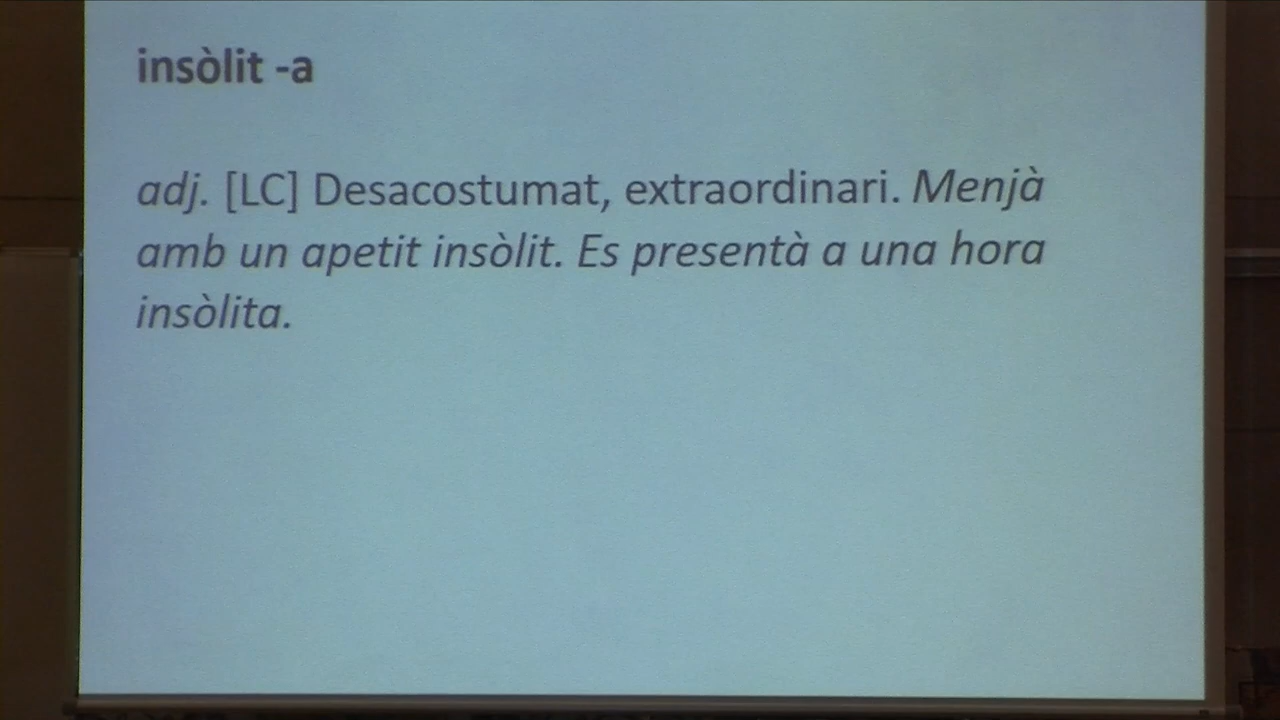 insòlit -a
adj. [LC] Desacostumat, extraordinari. Menjà
amb un apetit insòlit. Es presentà a una hora
insòlita.